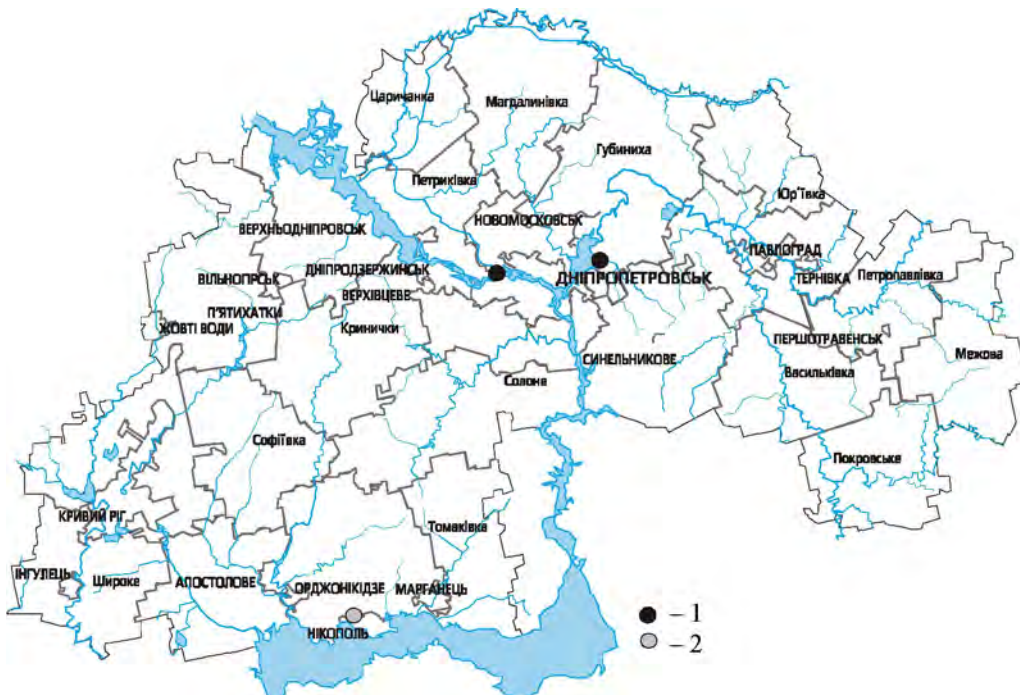 Царичанка
Магдалинівка
Губиниха
Петриківка
Юр'ївка
НОВОМОСКОВСЬК
ВЕРХНЬОДНІПРОВСЬК
ПАВЛОГРАД
ДНІПРОДЗЕРЖИНСЬК
ДНІПРОПЕТРОВСЬК
ТЕРНІВКА
Петропавлівка
ВІЛЬНОГІРСЬК
ВЕРХІВЦЕВЕ
П'ЯТИХАТКИ
ЖОВТІ ВОДИ
Кринички
ПЕРШОТРАВЕНСЬК
Межова
СИНЕЛЬНИКОВЕ
Васильківка
Солоне
Софіївка
Покровське
КРИВИЙ РІГ
Томаківка
ІНГУЛЕЦЬ
Широке
АПОСТОЛОВЕ
ОРДЖОНІКІДЗЕ
МАРГАНЕЦЬ
НІКОПОЛЬ
– 1
– 2